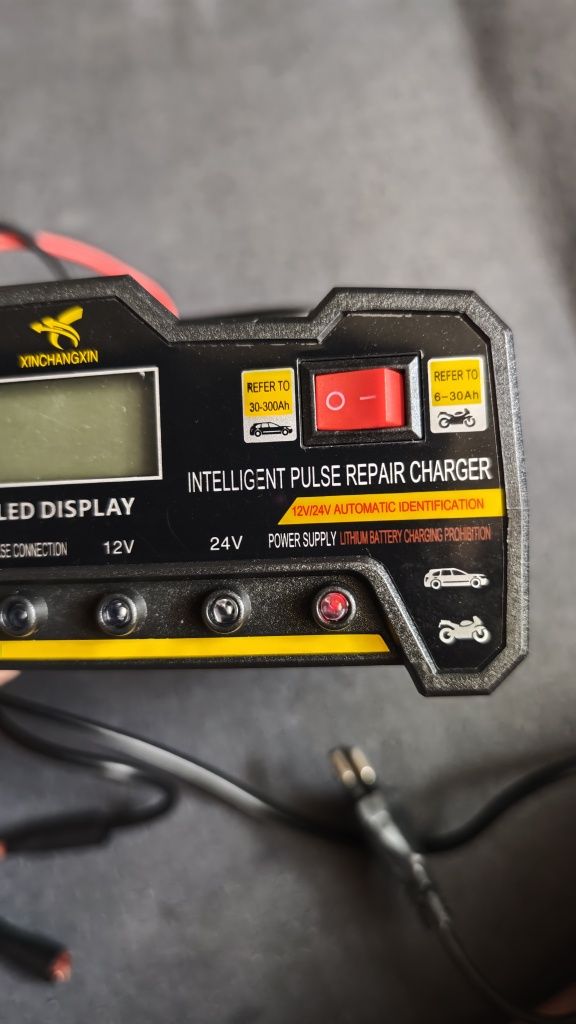 XINCHANGXIN
REFER TO
30-300Ah
O —
REFER TO
6-30Ah
INTELLIGENT PULSE REPAIR CHARGER
LED DISPLAY
12V/24V AUTOMATIC IDENTIFICATION
CONNECTION
12V
24V
POWER SUPPLY
LITHIUM BATTERY CHARGING PROHIBITION